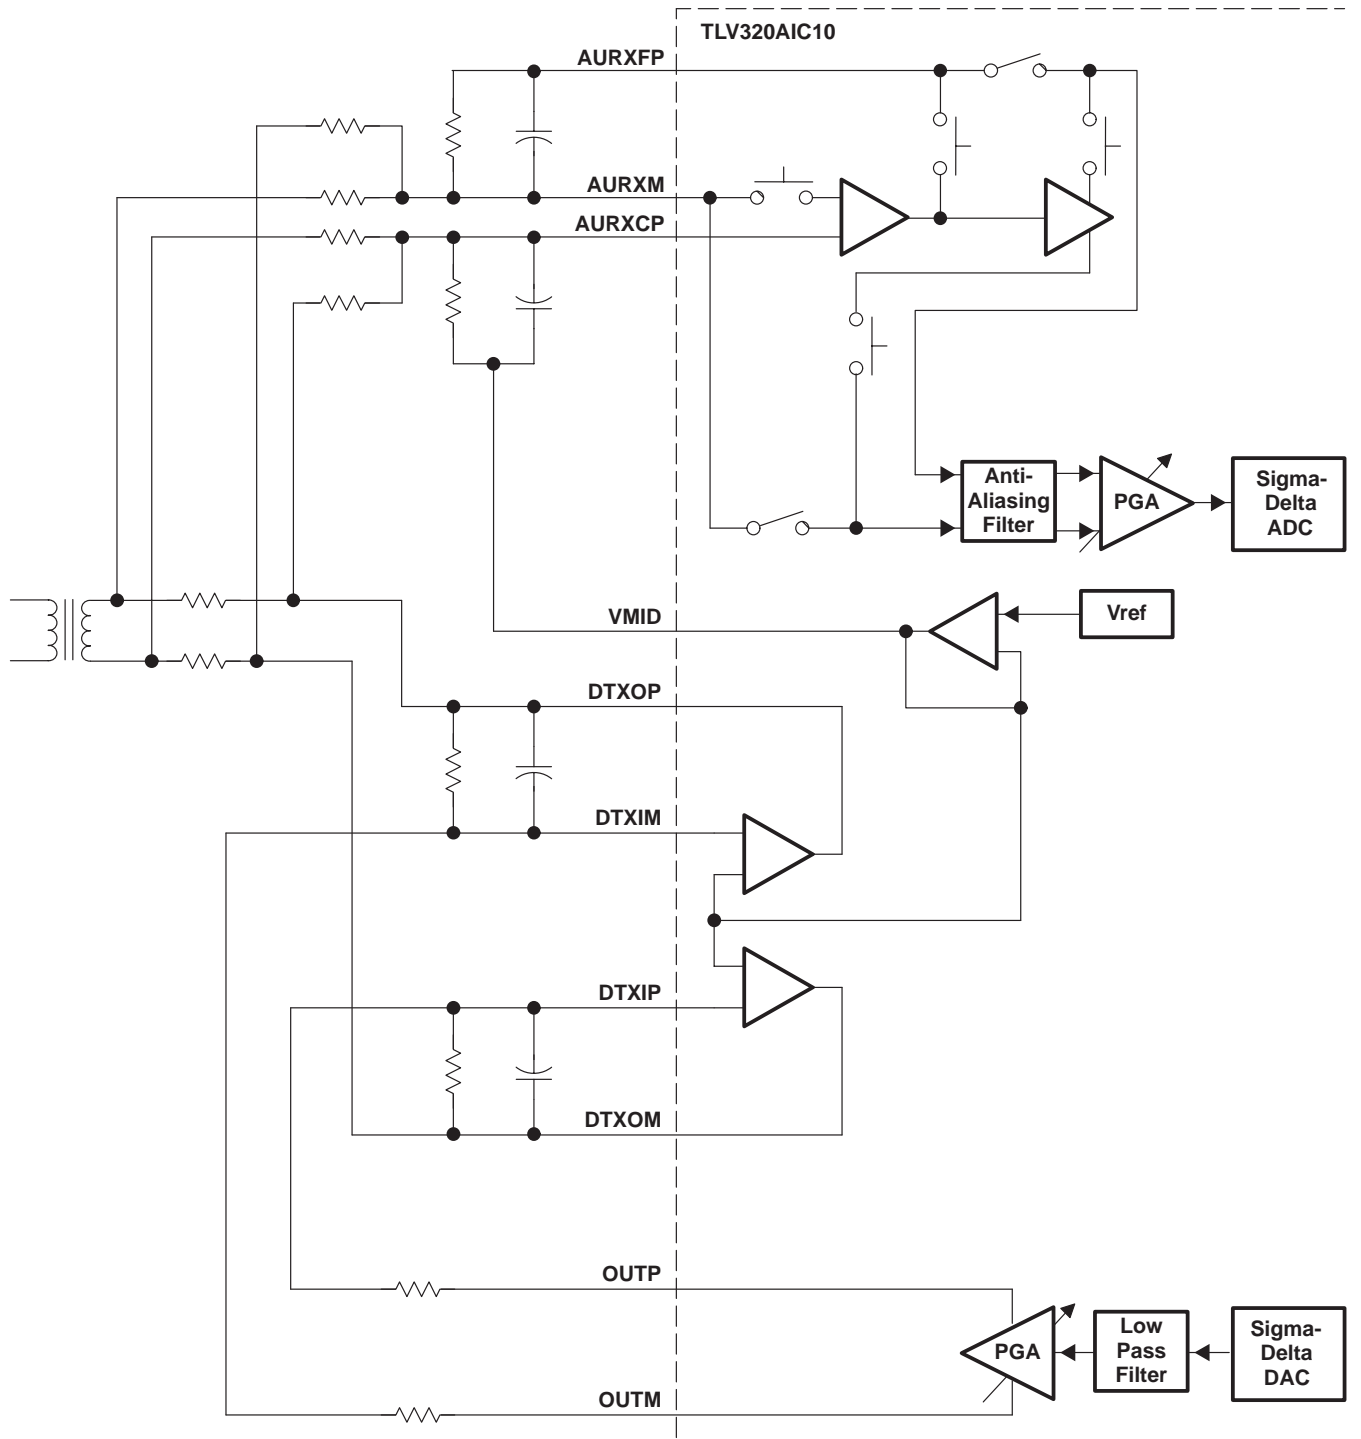 TLV320AIC10
AURXFP
AURXM
AURXCP
Anti-
Aliasing
Filter
PGA
Sigma-
Delta
ADC
VMID
Vref
DTXOP
DTXIM
DTXIP
DTXOM
OUTP
PGA
Low
Pass
Filter
Sigma-
Delta
DAC
OUTM